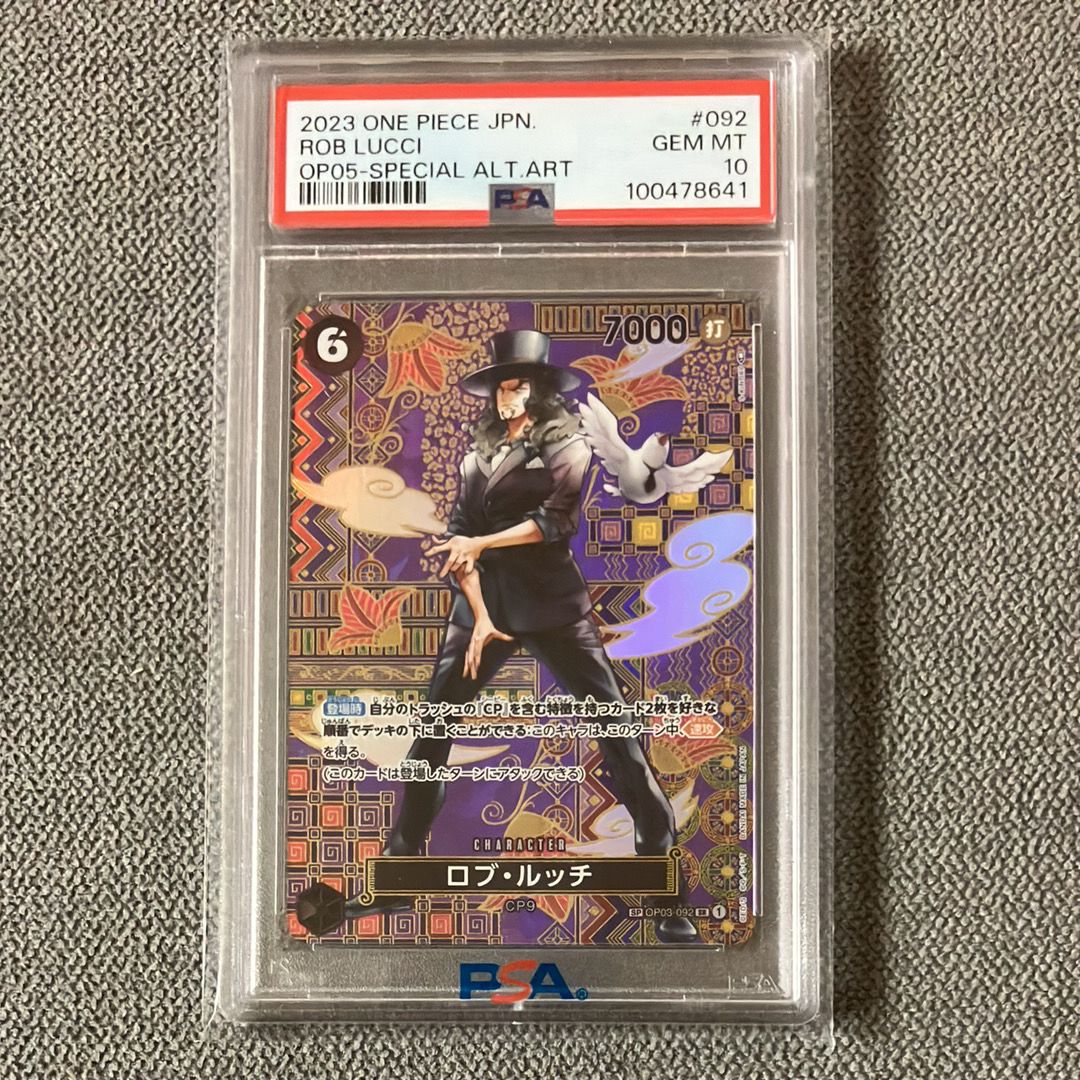 2023 ONE PIECE JPN. #092
ROB LUCCI GEM MT
OP05-SPECIAL ALT.ART 10
PSA 100478641
6 7000 打
登場時 自分のトラッシュの『CP』を含む特徴を持つカード2枚を好きな
順番でデッキの下に置くことができる:このキャラは、このターン中、速攻
を得る。
(このカードは登場したターンにアタックできる)
CHARACTER
ロブ・ルッチ
CP9
SP OP03-092 SR 1
BANDAI MADE IN JAPAN
PSA